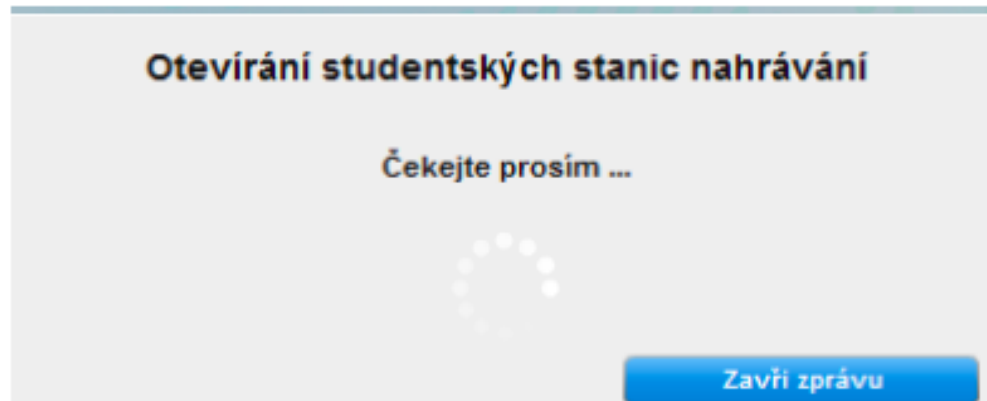 Otevírání studentských stanic nahrávání
Čekejte prosím ...
Zavři zprávu